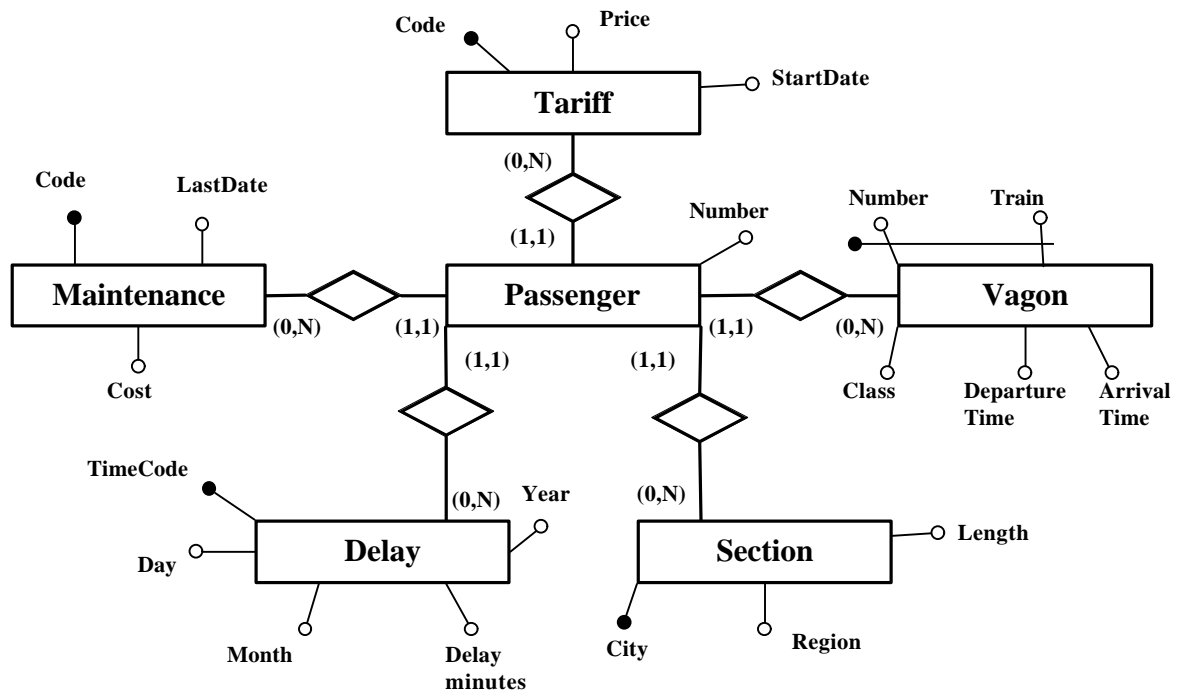 Code
Price
StartDate
Tariff
(0,N)
(1,1)
Code
LastDate
Maintenance
Cost
(0,N)
(1,1)
Number
Passenger
(1,1)
(0,N)
Number
Train
Vagon
Class
Departure
Time
Arrival
Time
(1,1)
(1,1)
(0,N)
(0,N)
TimeCode
Year
Delay
Day
Month
Delay
minutes
Section
Length
City
Region